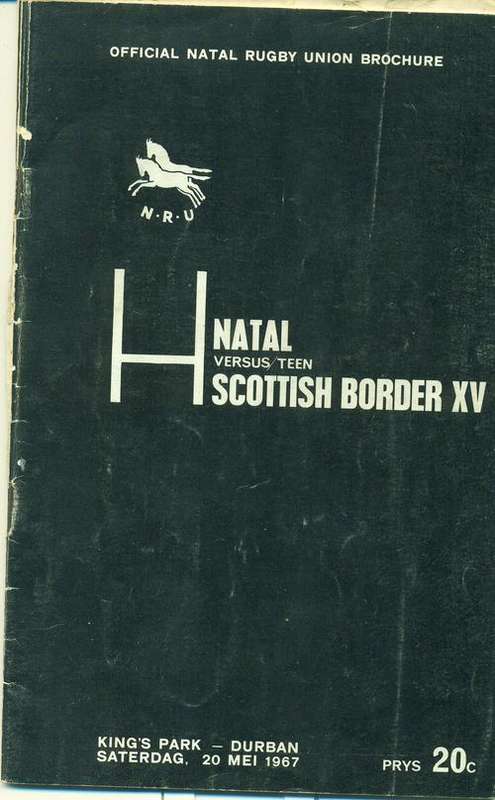 OFFICIAL NATAL RUGBY UNION BROCHURE
N·R·U
NATAL
VERSUS/TEEN
SCOTTISH BORDER XV
KING'S PARK — DURBAN
SATERDAG, 20 MEI 1967
PRYS 20c